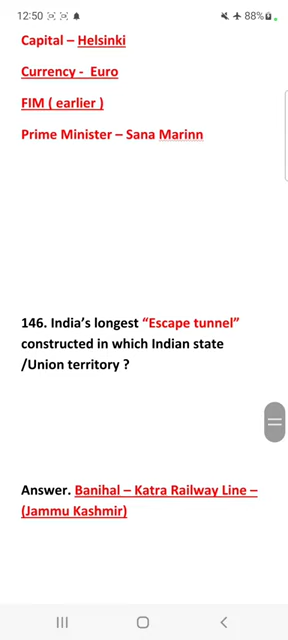 12:50 88%
Capital – Helsinki
Currency - Euro
FIM ( earlier )
Prime Minister – Sana Marinn
146. India’s longest “Escape tunnel”
constructed in which Indian state
/Union territory ?
Answer. Banihal – Katra Railway Line –
(Jammu Kashmir)